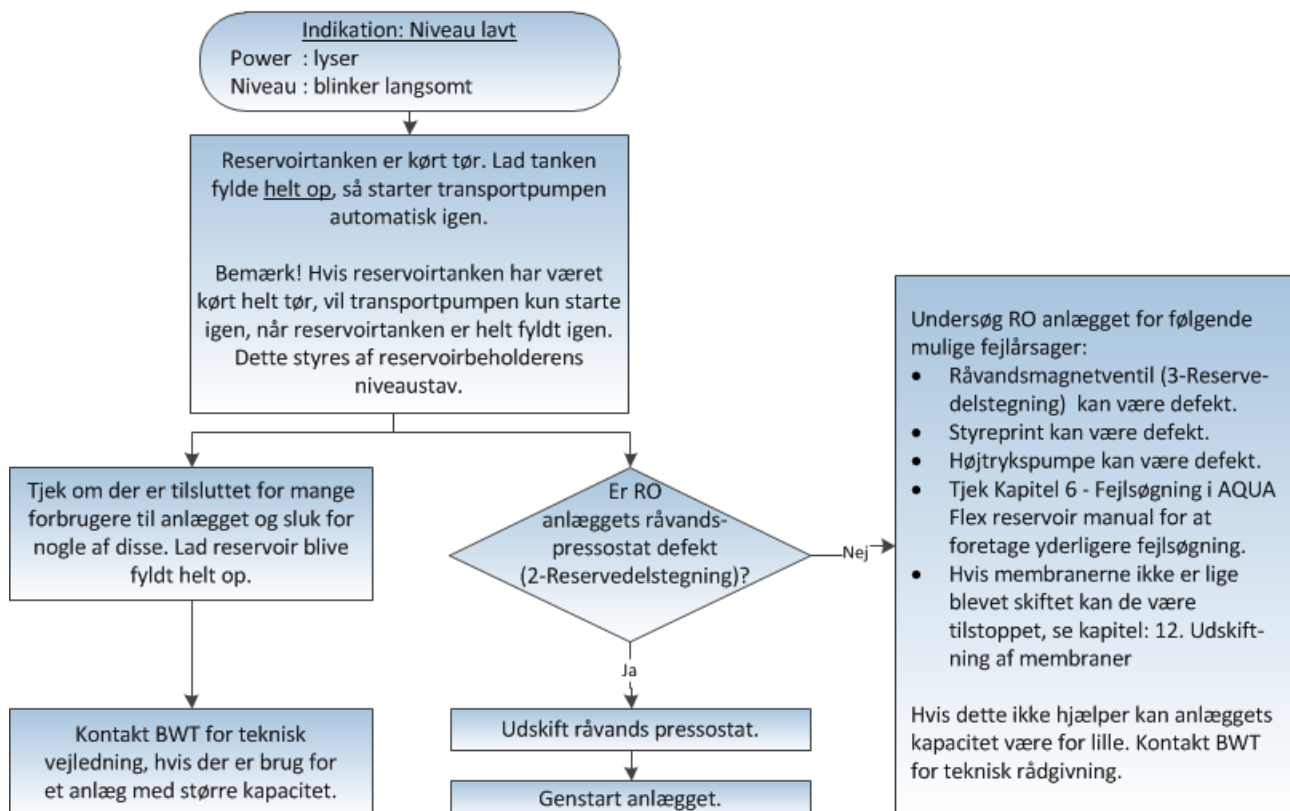 Indikation: Niveau lavt
Power : lyser
Niveau : blinker langsomt
Reservoirtanken er kørt tør. Lad tanken
fylde helt op, så starter transportpumpen
automatisk igen.
Bemærk! Hvis reservoirtanken har været
kørt helt tør, vil transportpumpen kun starte
igen, når reservoirtanken er helt fyldt igen.
Dette styres af reservoirbeholderens
niveaustav.
Tjek om der er tilsluttet for mange
forbrugere til anlægget og sluk for
nogle af disse. Lad reservoir blive
fyldt helt op.
Kontakt BWT for teknisk
vejledning, hvis der er brug for
et anlæg med større kapacitet.
Er RO
anlæggets råvands-
pressostat defekt
(2-Reservedelstegning)?
Nej
Ja
Udskift råvands pressostat.
Genstart anlægget.
Undersøg RO anlægget for følgende
mulige fejlårsager:
• Råvandsmagnetventil (3-Reserve-
delstegning) kan være defekt.
• Styreprint kan være defekt.
• Højtrykspumpe kan være defekt.
• Tjek Kapitel 6 - Fejlsøgning i AQUA
Flex reservoir manual for at
foretage yderligere fejlsøgning.
• Hvis membranerne ikke er lige
blevet skiftet kan de være
tilstoppet, se kapitel: 12. Udskift-
ning af membraner
Hvis dette ikke hjælper kan anlæggets
kapacitet være for lille. Kontakt BWT
for teknisk rådgivning.